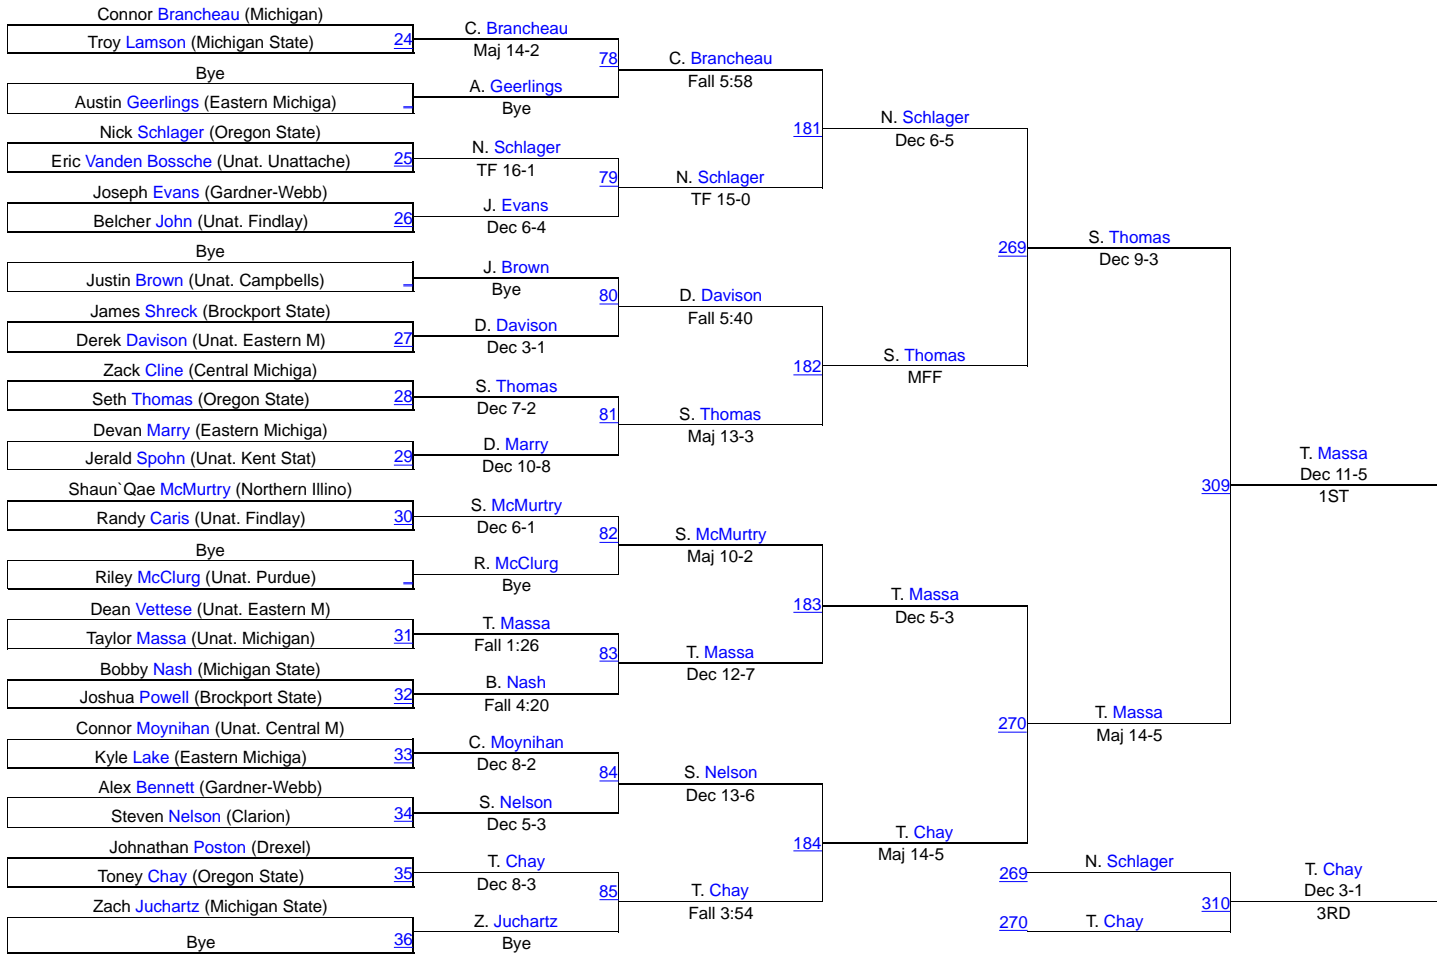 Connor Brancheau (Michigan)
Troy Lamson (Michigan State) 24
Bye
Austin Geerlings (Eastern Michiga) _
Nick Schlager (Oregon State)
Eric Vanden Bossche (Unat. Unattache) 25
Joseph Evans (Gardner-Webb)
Belcher John (Unat. Findlay) 26
Bye
Justin Brown (Unat. Campbells) _
James Shreck (Brockport State)
Derek Davison (Unat. Eastern M) 27
Zack Cline (Central Michiga)
Seth Thomas (Oregon State) 28
Devan Marry (Eastern Michiga)
Jerald Spohn (Unat. Kent Stat) 29
Shaun`Qae McMurtry (Northern Illino)
Randy Caris (Unat. Findlay) 30
Bye
Riley McClurg (Unat. Purdue) _
Dean Vettese (Unat. Eastern M)
Taylor Massa (Unat. Michigan) 31
Bobby Nash (Michigan State)
Joshua Powell (Brockport State) 32
Connor Moynihan (Unat. Central M)
Kyle Lake (Eastern Michiga) 33
Alex Bennett (Gardner-Webb)
Steven Nelson (Clarion) 34
Johnathan Poston (Drexel)
Toney Chay (Oregon State) 35
Zach Juchartz (Michigan State)
Bye 36
C. Brancheau
Maj 14-2
78
A. Geerlings
Bye
N. Schlager
TF 16-1
79
J. Evans
Dec 6-4
J. Brown
Bye
80
D. Davison
Dec 3-1
S. Thomas
Dec 7-2
81
D. Marry
Dec 10-8
S. McMurtry
Dec 6-1
82
R. McClurg
Bye
T. Massa
Fall 1:26
83
B. Nash
Fall 4:20
C. Moynihan
Dec 8-2
84
S. Nelson
Dec 5-3
T. Chay
Dec 8-3
85
Z. Juchartz
Bye
C. Brancheau
Fall 5:58
181
N. Schlager
TF 15-0
D. Davison
Fall 5:40
182
S. Thomas
Maj 13-3
S. McMurtry
Maj 10-2
183
T. Massa
Dec 12-7
S. Nelson
Dec 13-6
184
T. Chay
Fall 3:54
N. Schlager
Dec 6-5
269
S. Thomas
MFF
T. Massa
Dec 5-3
270
T. Chay
Maj 14-5
S. Thomas
Dec 9-3
309
T. Massa
Maj 14-5
T. Massa
Dec 11-5
1ST
269 N. Schlager
310
270 T. Chay
T. Chay
Dec 3-1
3RD